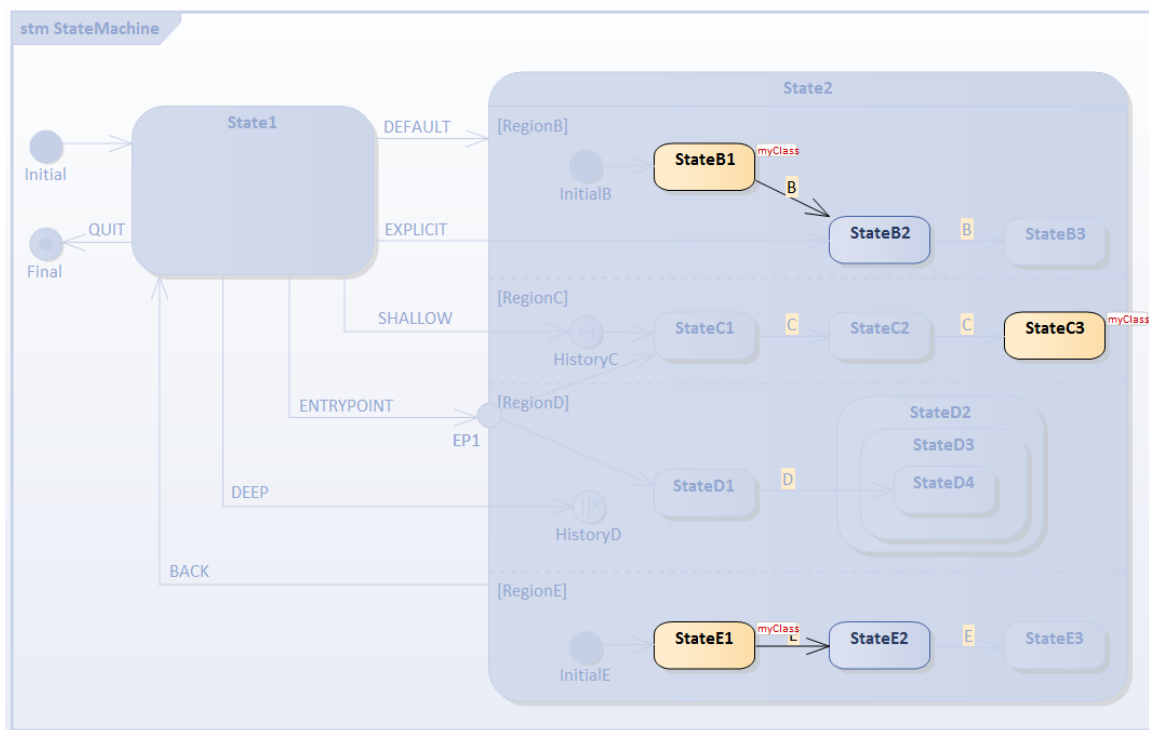 stm StateMachine
State2
State1
DEFAULT
[RegionB]
Initial
InitialB
StateB1
myClass
B
QUIT
Final
EXPLICIT
StateB2
B
StateB3
[RegionC]
SHALLOW
HistoryC
StateC1
C
StateC2
C
StateC3
myClass
ENTRYPOINT
EP1
[RegionD]
StateD2
StateD3
StateD4
StateD1
D
DEEP
HistoryD
BACK
[RegionE]
InitialE
StateE1
myClass
StateE2
E
StateE3